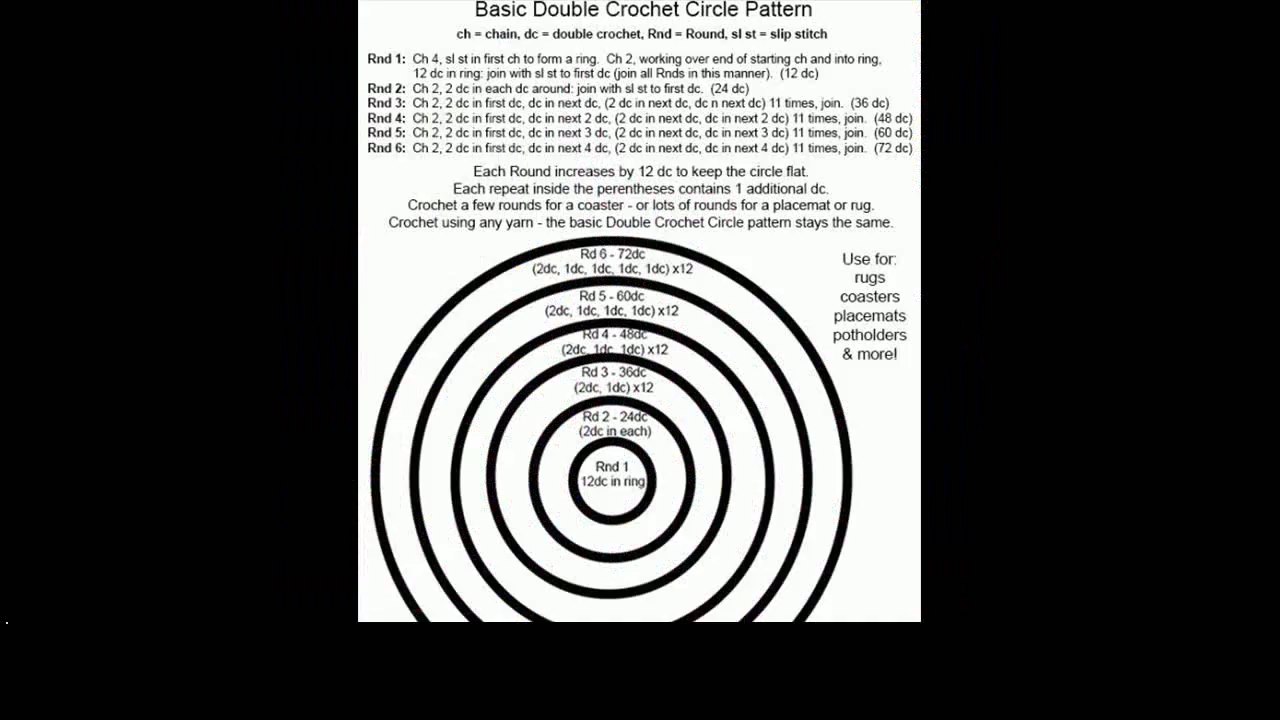 Basic Double Crochet Circle Pattern
ch = chain, dc = double crochet, Rnd = Round, sl st = slip stitch
Rnd 1: Ch 4, sl st in first ch to form a ring. Ch 2, working over end of starting ch and into ring,
12 dc in ring: join with sl st to first dc (join all Rnds in this manner). (12 dc)
Rnd 2: Ch 2, 2 dc in each dc around: join with sl st to first dc. (24 dc)
Rnd 3: Ch 2, 2 dc in first dc, dc in next dc, (2 dc in next dc, dc n next dc) 11 times, join. (36 dc)
Rnd 4: Ch 2, 2 dc in first dc, dc in next 2 dc, (2 dc in next dc, dc in next 2 dc) 11 times, join. (48 dc)
Rnd 5: Ch 2, 2 dc in first dc, dc in next 3 dc, (2 dc in next dc, dc in next 3 dc) 11 times, join. (60 dc)
Rnd 6: Ch 2, 2 dc in first dc, dc in next 4 dc, (2 dc in next dc, dc in next 4 dc) 11 times, join. (72 dc)
Each Round increases by 12 dc to keep the circle flat.
Each repeat inside the perentheses contains 1 additional dc.
Crochet a few rounds for a coaster - or lots of rounds for a placemat or rug.
Crochet using any yarn - the basic Double Crochet Circle pattern stays the same.
Rd 6 - 72dc
(2dc, 1dc, 1dc, 1dc, 1dc) x12
Rd 5 - 60dc
(2dc, 1dc, 1dc, 1dc) x12
Rd 4 - 48dc
(2dc, 1dc, 1dc) x12
Rd 3 - 36dc
(2dc, 1dc) x12
Rd 2 - 24dc
(2dc in each)
Rnd 1
12dc in ring
Use for:
rugs
coasters
placemats
potholders
& more!